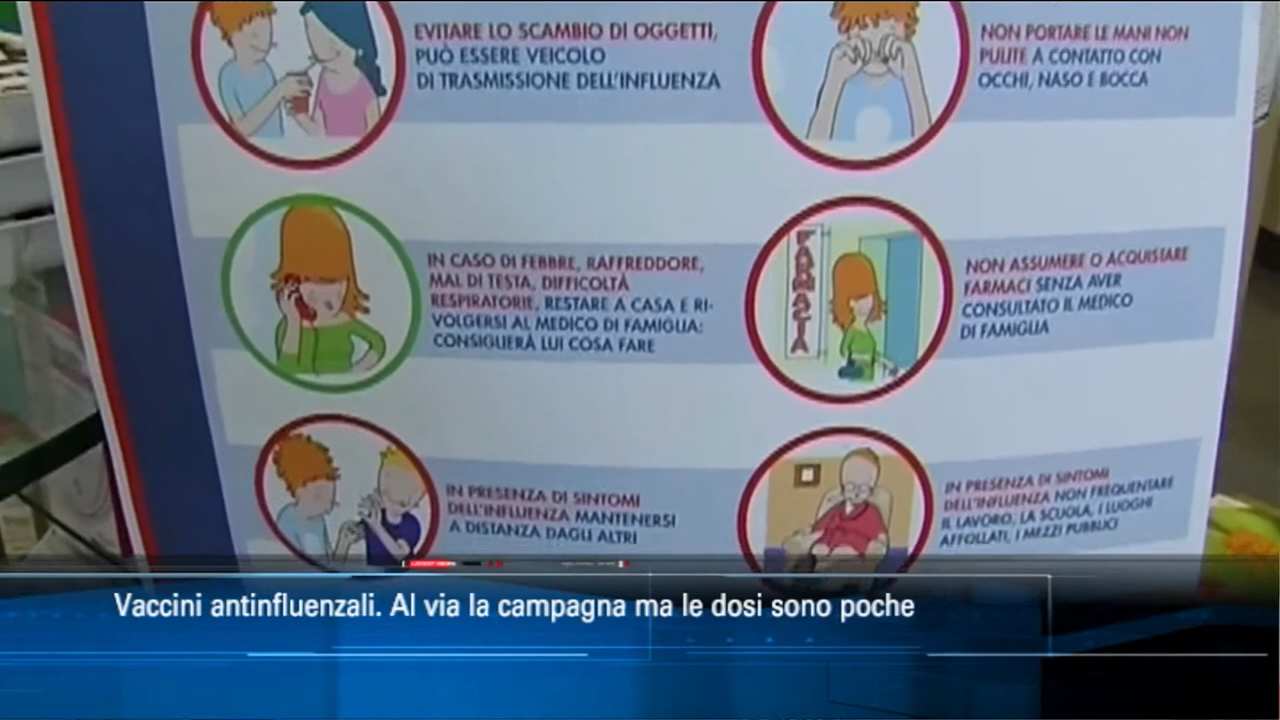 EVITARE LO SCAMBIO DI OGGETTI,
PUÒ ESSERE VEICOLO
DI TRASMISSIONE DELL'INFLUENZA
NON PORTARE LE MANI NON
PULITE A CONTATTO CON
OCCHI, NASO E BOCCA
IN CASO DI FEBBRE, RAFFREDDORE,
MAL DI TESTA, DIFFICOLTÀ
RESPIRATORIE, RESTARE A CASA E RI-
VOLGERSI AL MEDICO DI FAMIGLIA:
CONSIGLIERÀ LUI COSA FARE
FARMACIA
NON ASSUMERE O ACQUISTARE
FARMACI SENZA AVER
CONSULTATO IL MEDICO
DI FAMIGLIA
IN PRESENZA DI SINTOMI
DELL'INFLUENZA MANTENERSI
A DISTANZA DAGLI ALTRI
IN PRESENZA DI SINTOMI
DELL'INFLUENZA NON FREQUENTARE
IL LAVORO, LA SCUOLA, I LUOGHI
AFFOLLATI, I MEZZI PUBBLICI
LATEST NEWS
Vaccini antinfluenzali. Al via la campagna ma le dosi sono poche